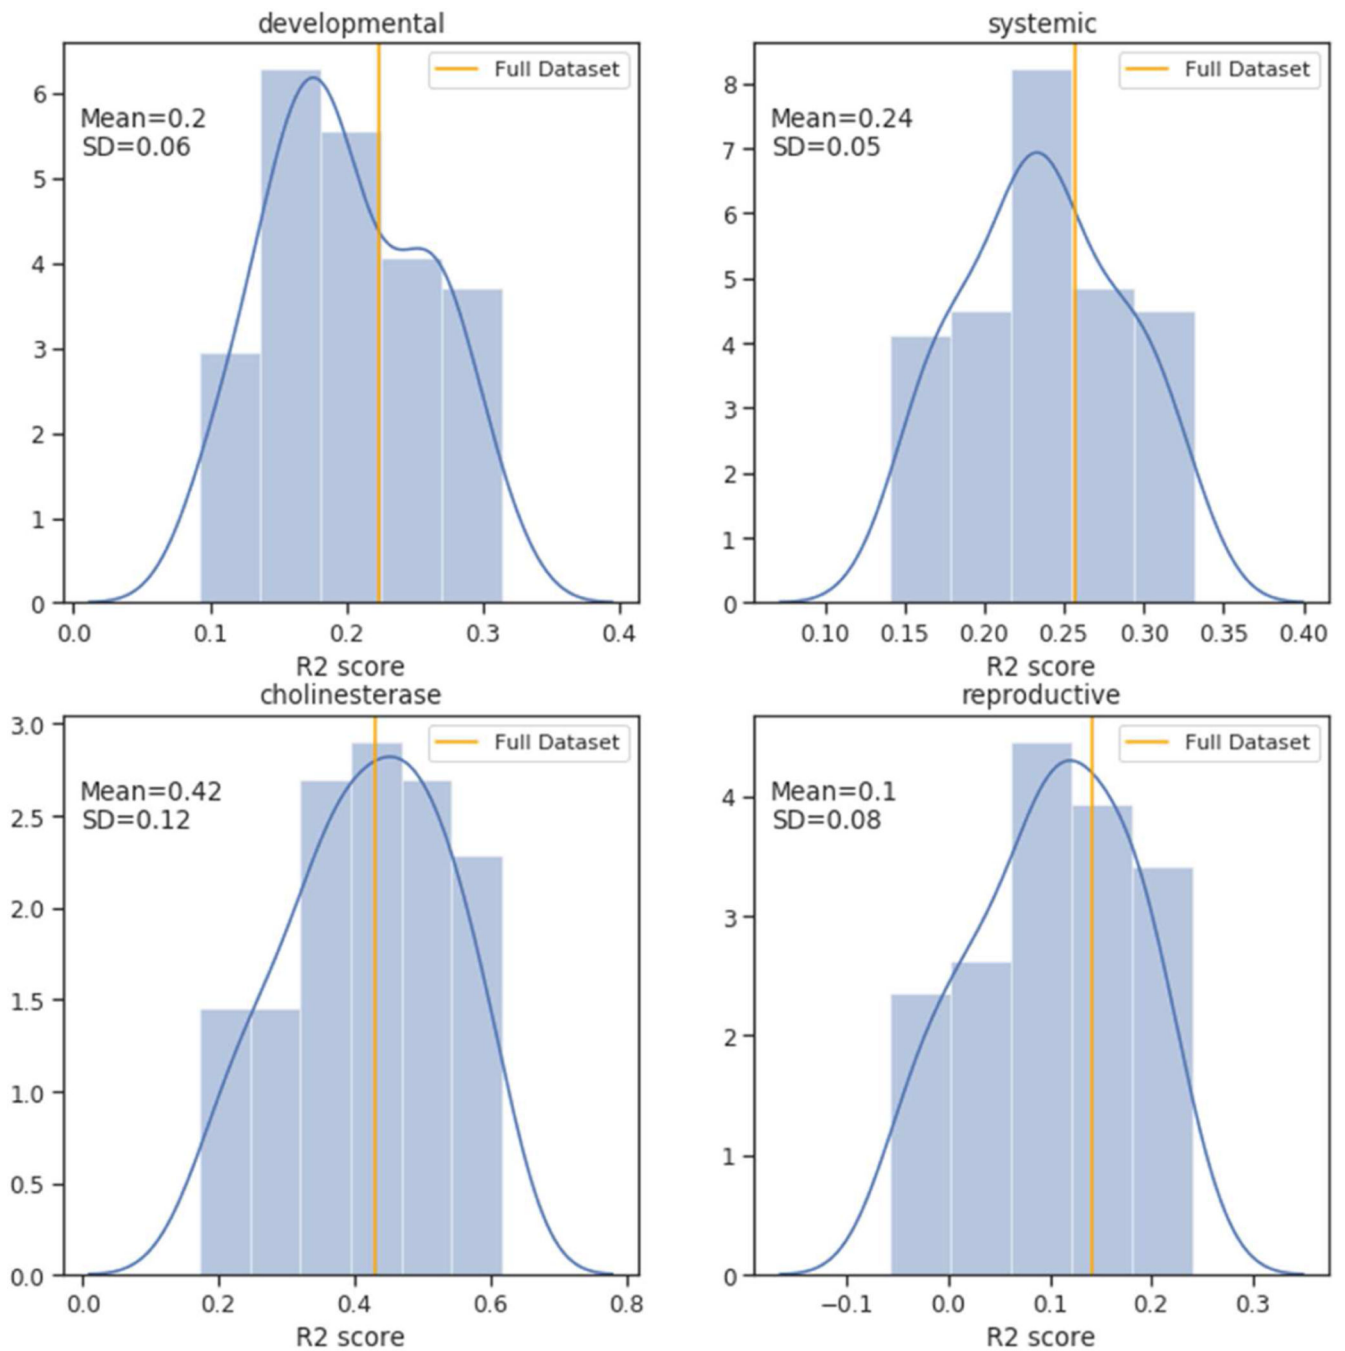 developmental
Full Dataset
Mean=0.2
SD=0.06
6
5
4
3
2
1
0
0.0 0.1 0.2 0.3 0.4
R2 score
systemic
Full Dataset
Mean=0.24
SD=0.05
8
7
6
5
4
3
2
1
0
0.10 0.15 0.20 0.25 0.30 0.35 0.40
R2 score
cholinesterase
Full Dataset
Mean=0.42
SD=0.12
3.0
2.5
2.0
1.5
1.0
0.5
0.0
0.0 0.2 0.4 0.6 0.8
R2 score
reproductive
Full Dataset
Mean=0.1
SD=0.08
4
3
2
1
0
−0.1 0.0 0.1 0.2 0.3
R2 score